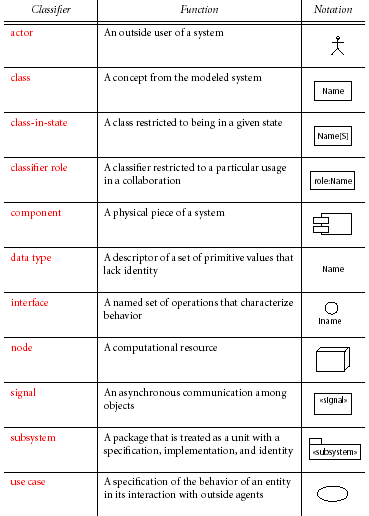 Classifier Function Notation
actor An outside user of a system
class A concept from the modeled system
Name
class-in-state A class restricted to being in a given state
Name[S]
classifier role A classifier restricted to a particular usage
in a collaboration role:Name
component A physical piece of a system
data type A descriptor of a set of primitive values that
lack identity Name
interface A named set of operations that characterize
behavior Iname
node A computational resource
signal An asynchronous communication among
objects «signal»
subsystem A package that is treated as a unit with a
specification, implementation, and identity «subsystem»
use case A specification of the behavior of an entity
in its interaction with outside agents